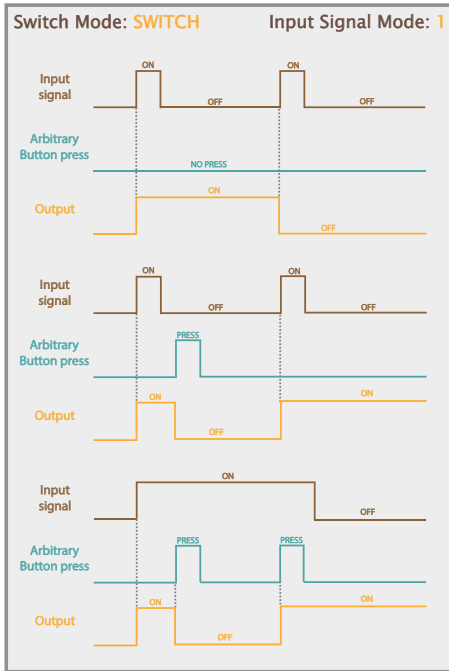 Switch Mode: SWITCH Input Signal Mode: 1
ON ON
Input
signal
OFF OFF
Arbitrary
Button press
NO PRESS
ON
Output
OFF
ON ON
Input
signal
OFF OFF
PRESS
Arbitrary
Button press
ON ON
Output
OFF
ON
Input
signal
OFF
PRESS PRESS
Arbitrary
Button press
ON ON
Output
OFF